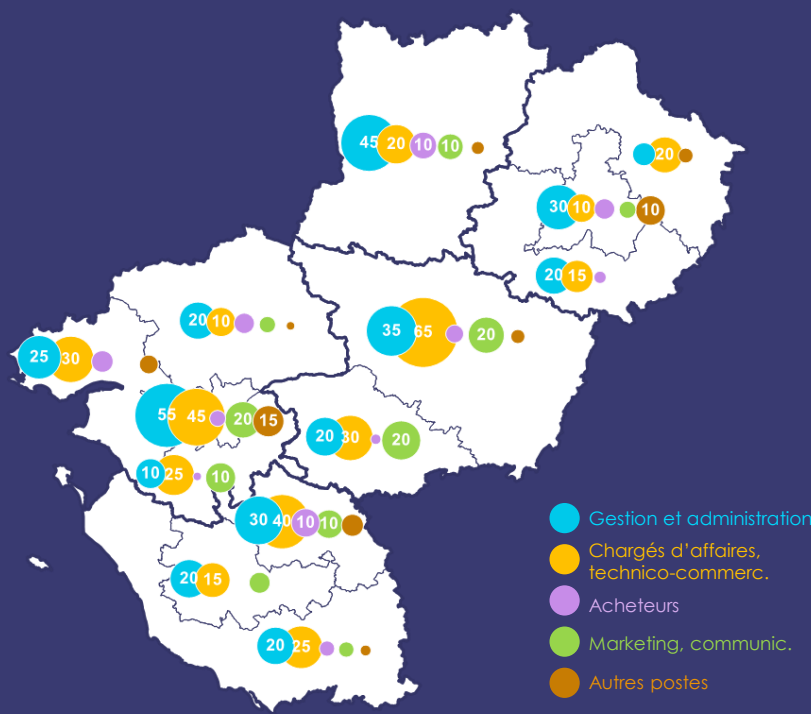 45 20 10 10
20
30 10 10
20 15
20 10
35 65 20
25 30
55 45 20 15
20 30 20
10 25 10
30 40 10 10
20 15
20 25
Gestion et administration
Chargés d'affaires,
technico-commerc.
Acheteurs
Marketing, communic.
Autres postes